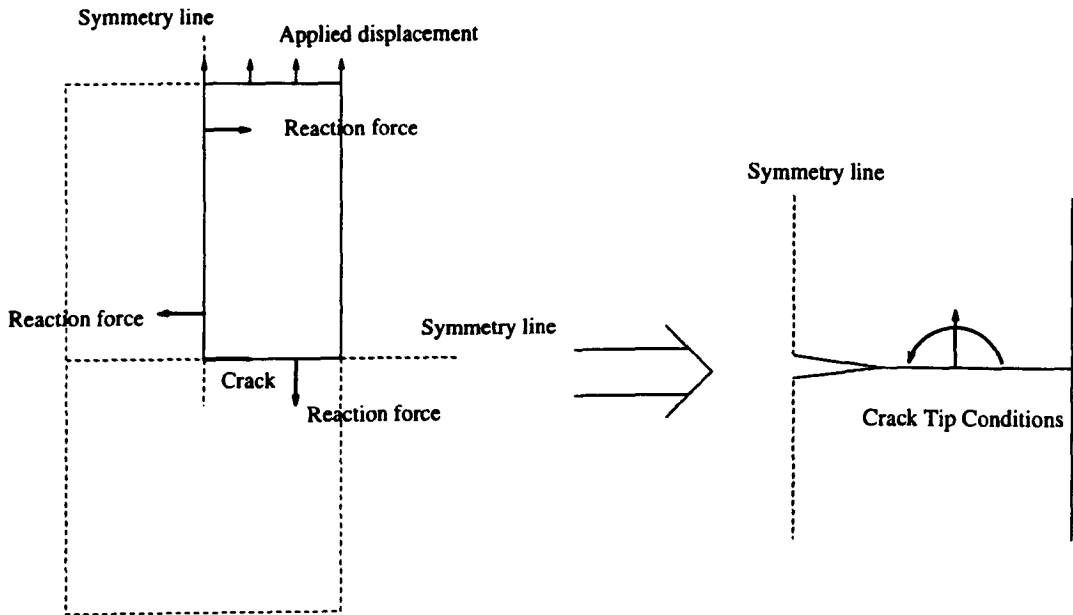 Symmetry line
Applied displacement
Reaction force
Symmetry line
Reaction force
Symmetry line
Crack
Reaction force
Crack Tip Conditions